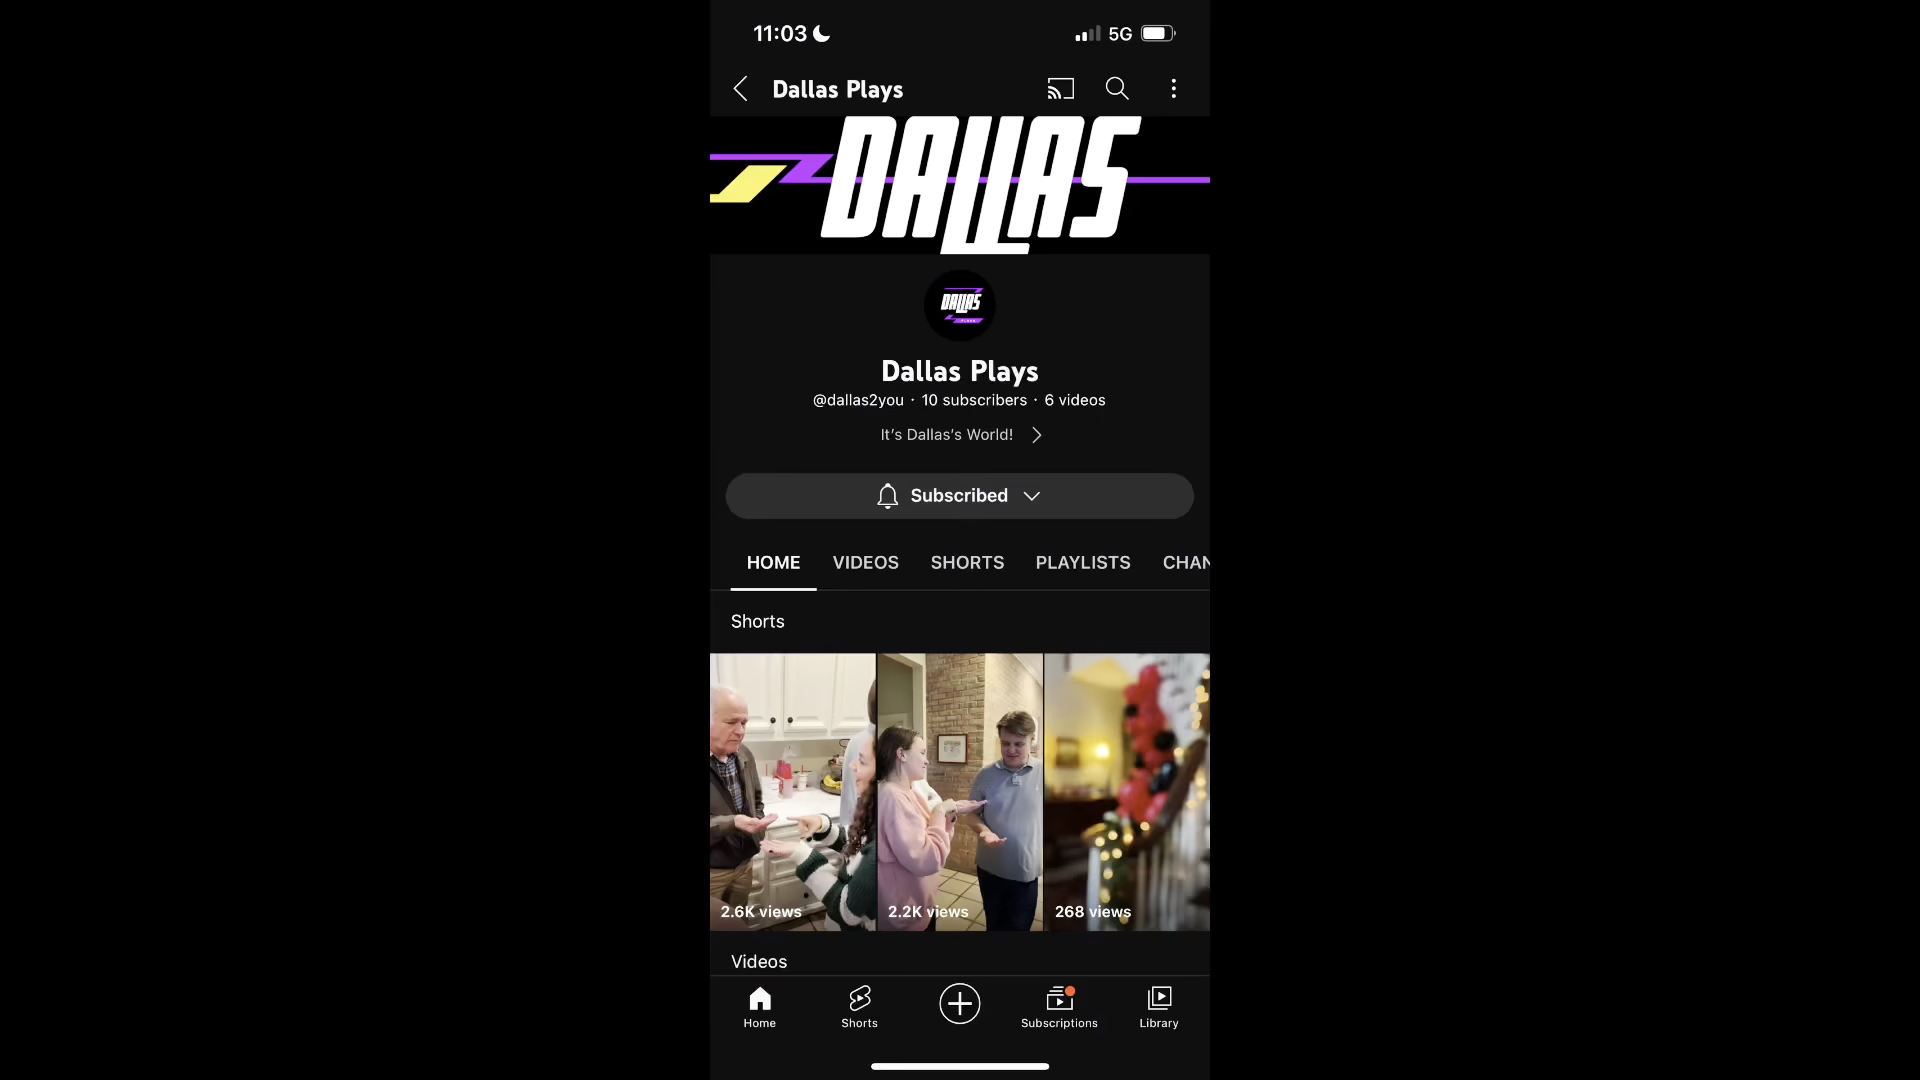 11:03
5G
Dallas Plays
DALLAS
DALLAS
Dallas Plays
@dallas2you · 10 subscribers · 6 videos
It's Dallas's World!
Subscribed
HOME VIDEOS SHORTS PLAYLISTS CHAN
Shorts
2.6K views 2.2K views 268 views
Videos
Home Shorts Subscriptions Library